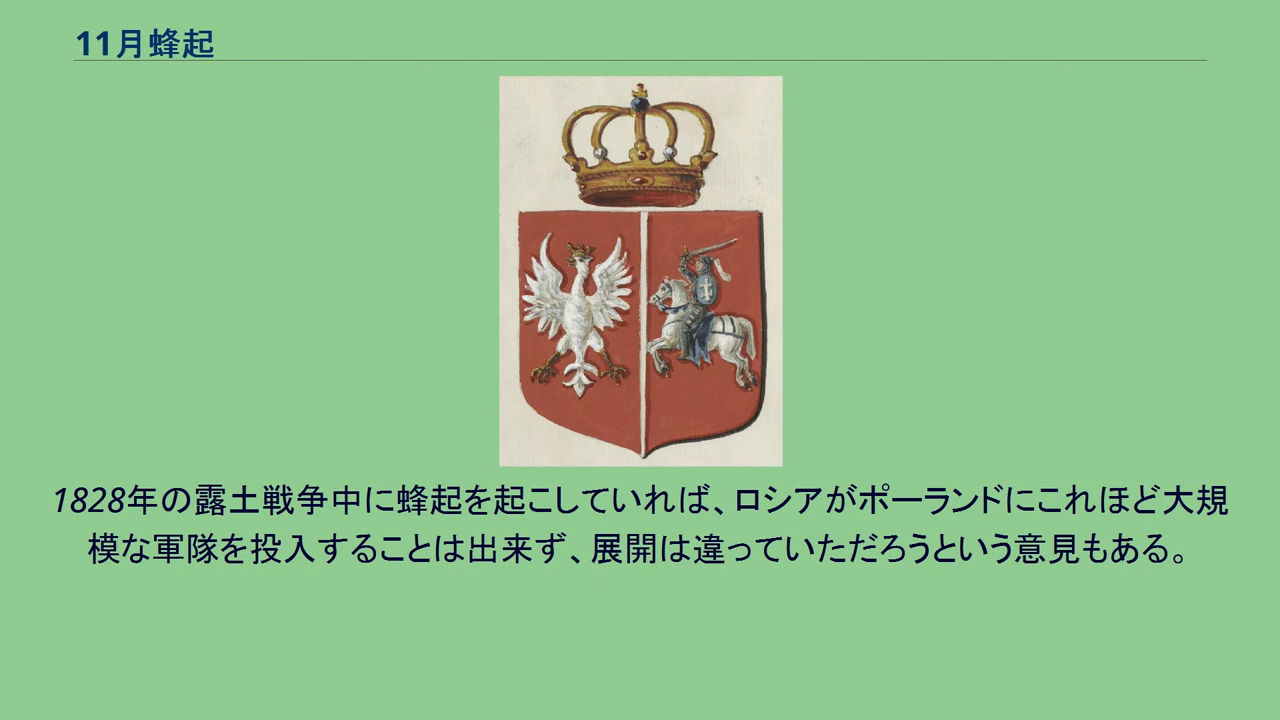 11月蜂起
1828年の露土戦争中に蜂起を起こしていれば、ロシアがポーランドにこれほど大規
模な軍隊を投入することは出来ず、展開は違っていただろうという意見もある。